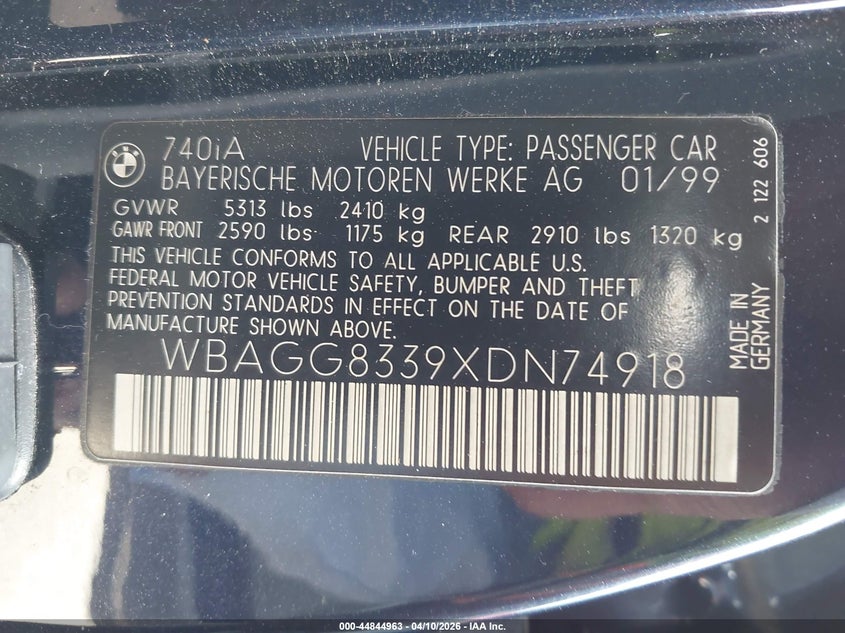 740iA VEHICLE TYPE: PASSENGER CAR
BAYERISCHE MOTOREN WERKE AG 01/99
GVWR 5313 lbs 2410 kg
GAWR FRONT 2590 lbs 1175 kg REAR 2910 lbs 1320 kg
THIS VEHICLE CONFORMS TO ALL APPLICABLE U.S.
FEDERAL MOTOR VEHICLE SAFETY, BUMPER AND THEFT
PREVENTION STANDARDS IN EFFECT ON THE DATE OF
MANUFACTURE SHOWN ABOVE.
WBAGG8339XDN74918
MADE IN
GERMANY
2 122 606
000-44844963 - 04/10/2026 - IAA Inc.